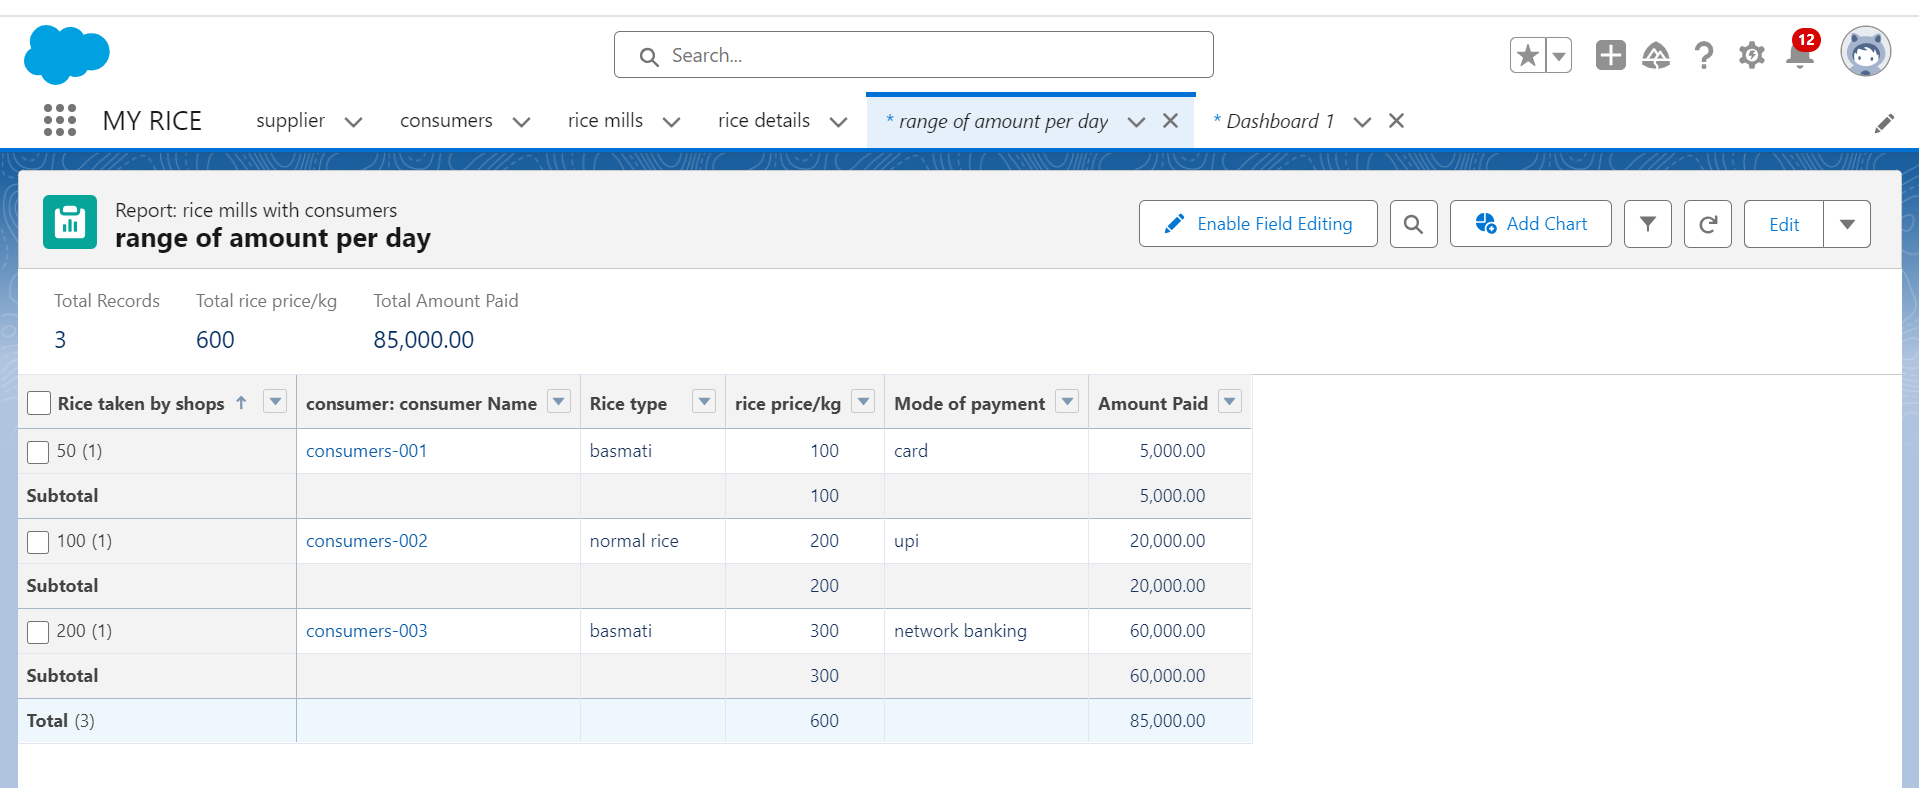 Search...
12
MY RICE supplier consumers rice mills rice details * range of amount per day * Dashboard 1
Report: rice mills with consumers
range of amount per day
Enable Field Editing Add Chart Edit
Total Records Total rice price/kg Total Amount Paid
3 600 85,000.00
Rice taken by shops ↑ consumer: consumer Name Rice type rice price/kg Mode of payment Amount Paid
50 (1) consumers-001 basmati 100 card 5,000.00
Subtotal 100 5,000.00
100 (1) consumers-002 normal rice 200 upi 20,000.00
Subtotal 200 20,000.00
200 (1) consumers-003 basmati 300 network banking 60,000.00
Subtotal 300 60,000.00
Total (3) 600 85,000.00